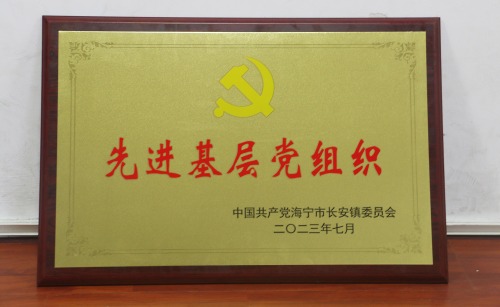 先进基层党组织
中国共产党海宁市长安镇委员会
二〇二三年七月